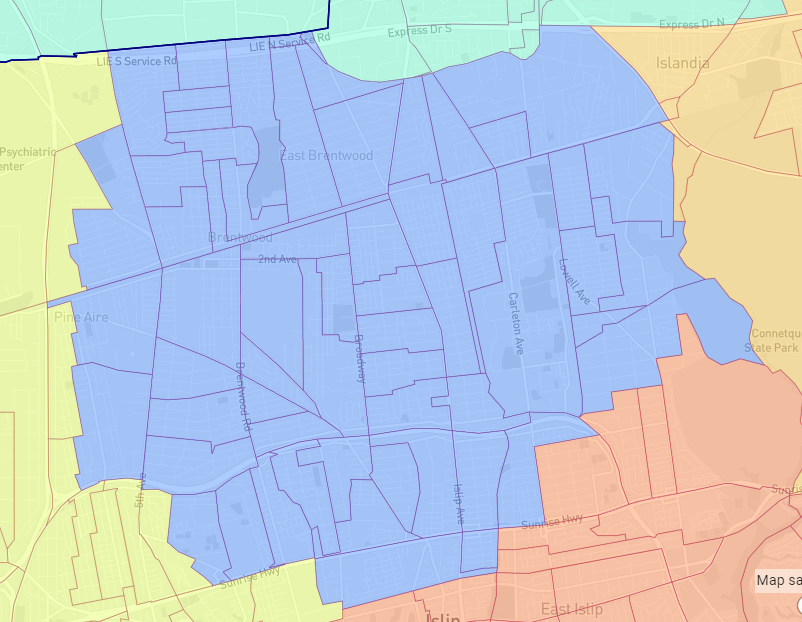 Express Dr N
Express Dr S
LIE N Service Rd
LIE S Service Rd
Islandia
Psychiatric
enter
East Brentwood
Brentwood
2nd Ave
Lowell Ave
Pine Aire
Carleton Ave
Connetqu
State Park
Broadway
Brentwood Rd
5th Ave
Islip Ave
Sunris
Sunrise Hwy
Sunrise Hwy
Map sa
East Islip
Islip